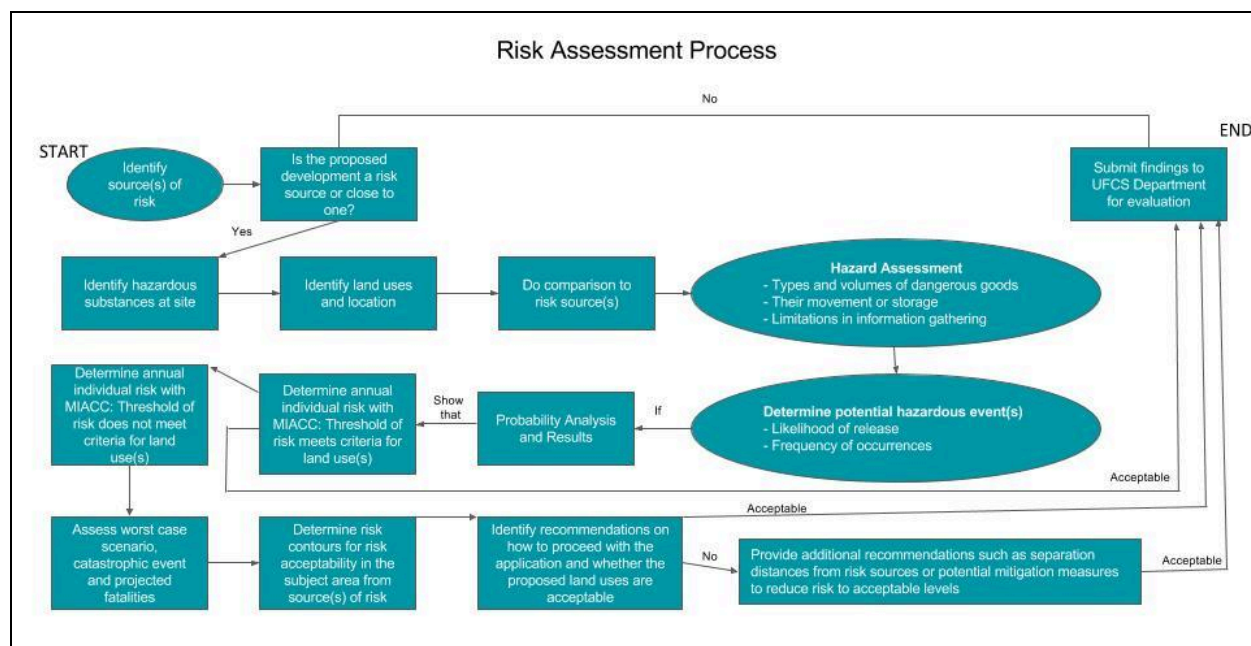 Risk Assessment Process
No
START
END
Identify
source(s) of
risk
Is the proposed
development a risk
source or close to
one?
Submit findings to
UFCS Department
for evaluation
Yes
Identify hazardous
substances at site
Identify land uses
and location
Do comparison to
risk source(s)
Hazard Assessment
- Types and volumes of dangerous goods
- Their movement or storage
- Limitations in information gathering
Determine annual
individual risk with
MIACC: Threshold of
risk does not meet
criteria for land
use(s)
Determine annual
individual risk with
MIACC: Threshold of
risk meets criteria for
land use(s)
Show
that
Probability Analysis
and Results
If
Determine potential hazardous event(s)
- Likelihood of release
- Frequency of occurrences
Acceptable
Assess worst case
scenario,
catastrophic event
and projected
fatalities
Determine risk
contours for risk
acceptability in the
subject area from
source(s) of risk
Identify recommendations on
how to proceed with the
application and whether the
proposed land uses are
acceptable
Acceptable
No
Provide additional recommendations such as separation
distances from risk sources or potential mitigation measures
to reduce risk to acceptable levels
Acceptable